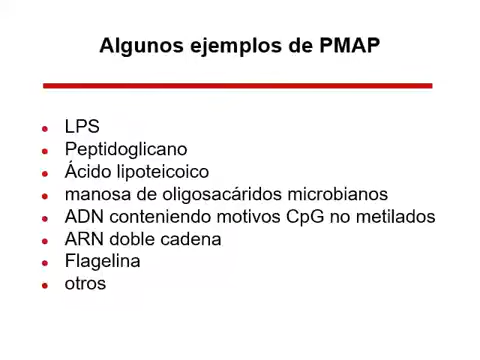 Algunos ejemplos de PMAP
LPS
Peptidoglicano
Ácido lipoteicoico
manosa de oligosacáridos microbianos
ADN conteniendo motivos CpG no metilados
ARN doble cadena
Flagelina
otros